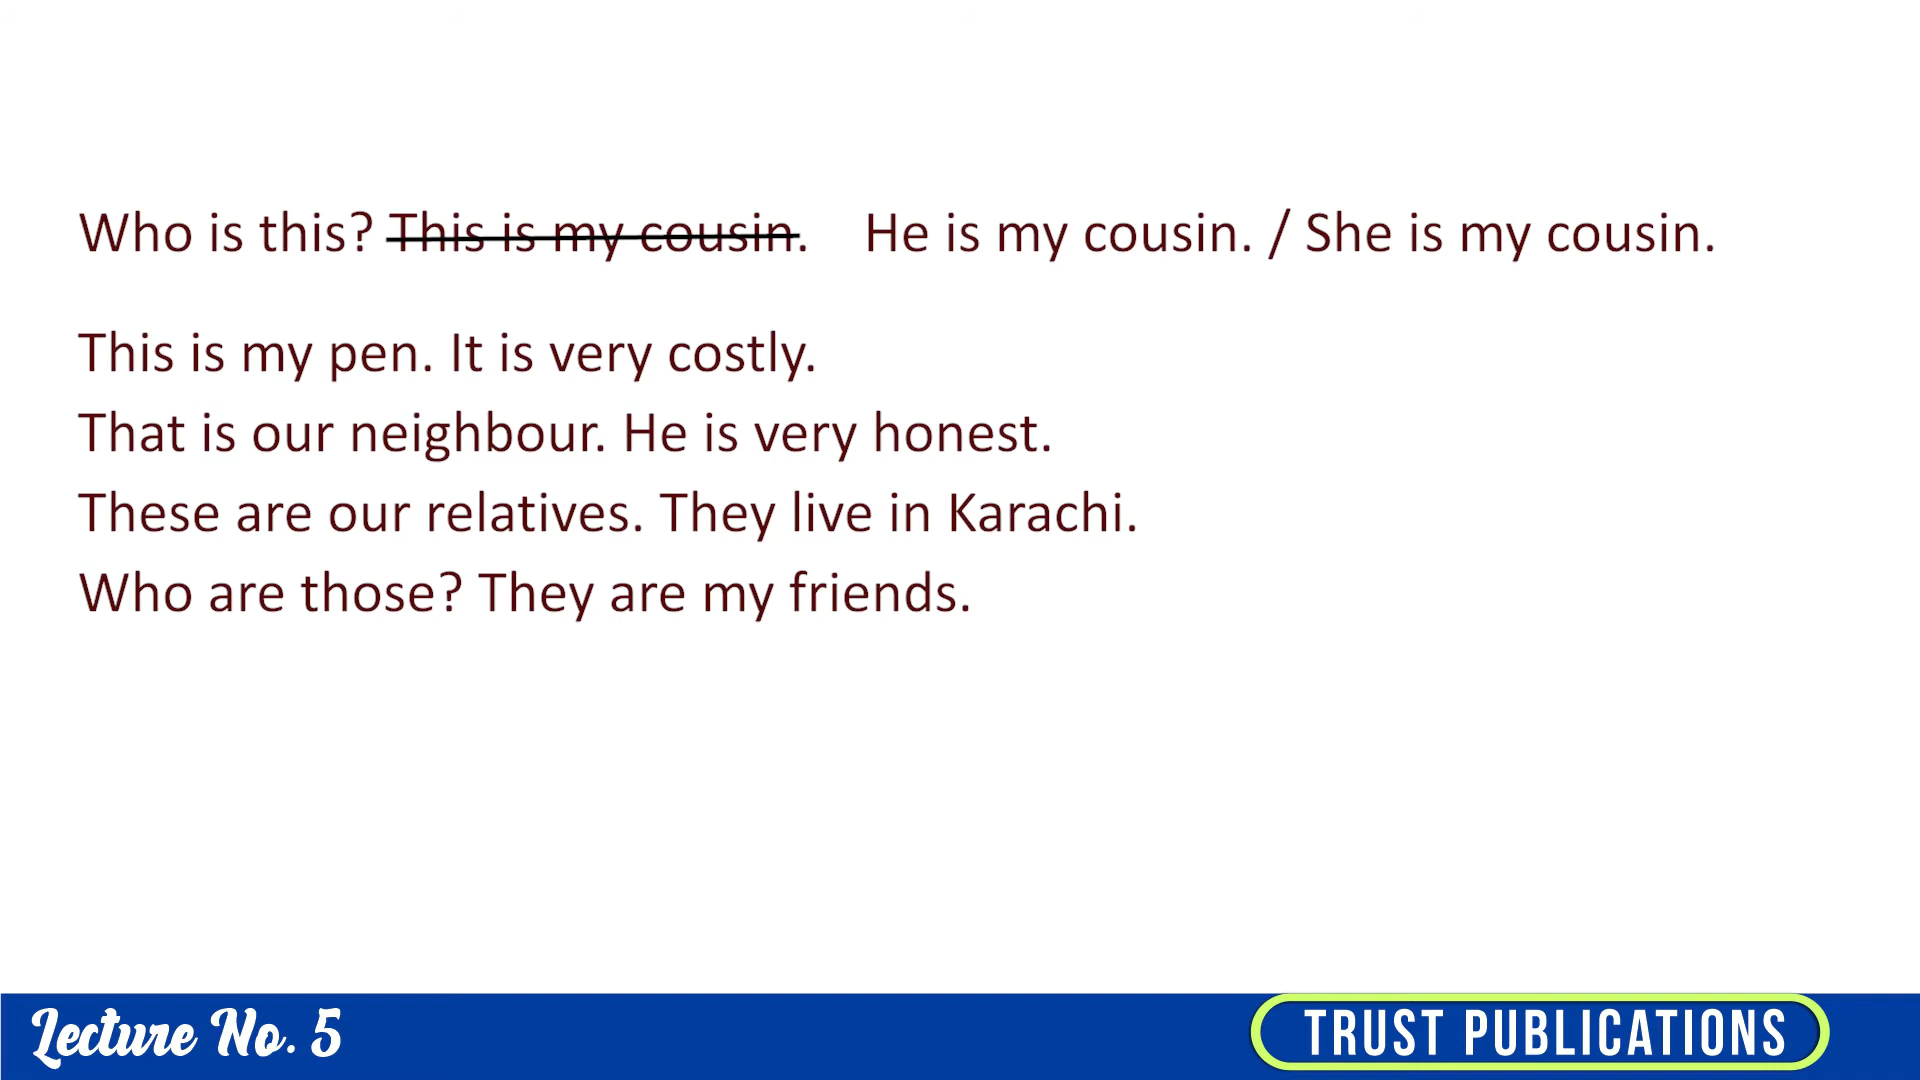 Who is this? This is my cousin. He is my cousin. / She is my cousin.
This is my pen. It is very costly.
That is our neighbour. He is very honest.
These are our relatives. They live in Karachi.
Who are those? They are my friends.
Lecture No. 5
TRUST PUBLICATIONS